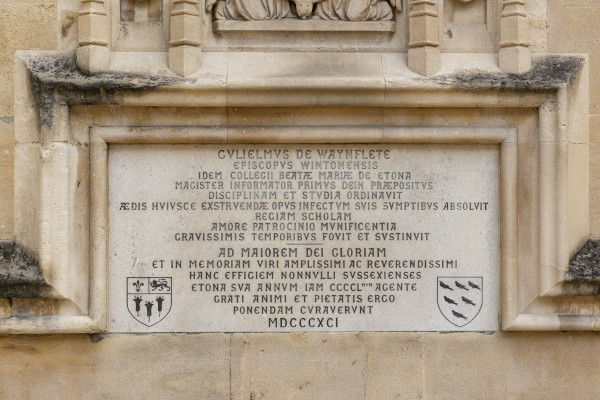 GVLIELMVS DE WAYNFLETE
EPISCOPVS WINTONENSIS
IDEM COLLEGII BEATÆ MARIÆ DE ETONA
MAGISTER INFORMATOR PRIMVS DEIN PRÆPOSITVS
DISCIPLINAM ET STVDIA ORDINAVIT
ÆDIS HVIVSCE EXSTRVENDÆ OPVS INFECTVM SVIS SVMPTIBVS ABSOLVIT
REGIAM SCHOLAM
AMORE PATROCINIO MVNIFICENTIA
GRAVISSIMIS TEMPORIBVS FOVIT ET SVSTINVIT
AD MAIOREM DEI GLORIAM
ET IN MEMORIAM VIRI AMPLISSIMI AC REVERENDISSIMI
HANC EFFIGIEM NONNVLLI SVSSEXIENSES
ETONA SVA ANNVM IAM CCCCLᴹᵛᴹ AGENTE
GRATI ANIMI ET PIETATIS ERGO
PONENDAM CVRAVERVNT
MDCCCXCI